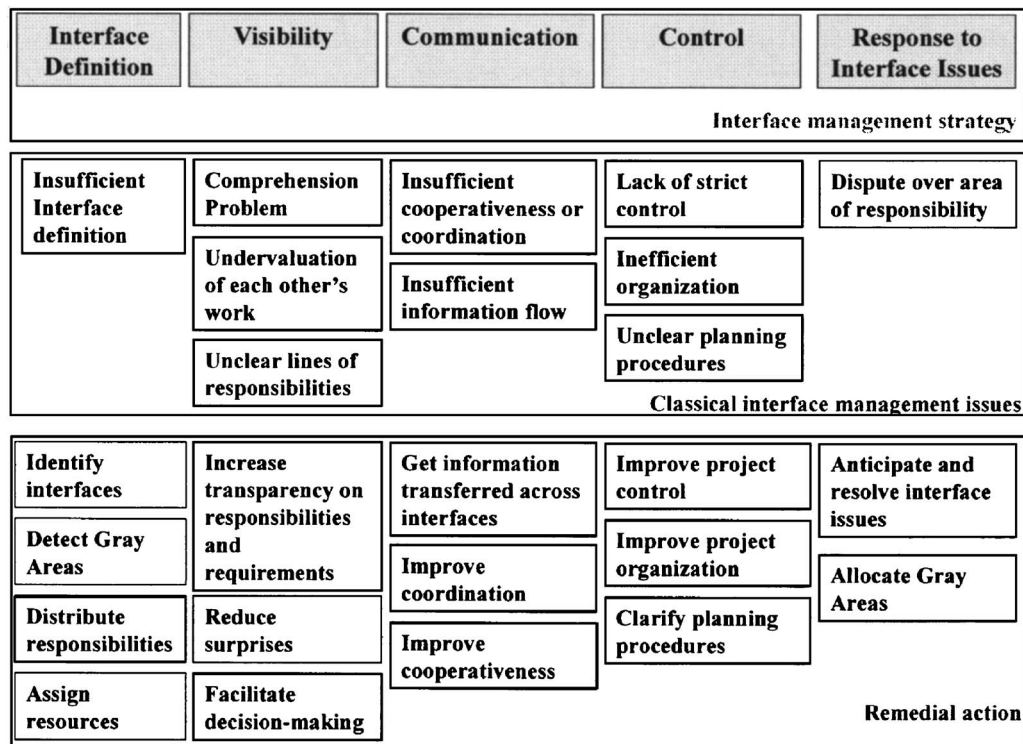 Interface
Definition
Visibility
Communication
Control
Response to
Interface Issues
Interface management strategy
Insufficient
Interface
definition
Comprehension
Problem
Undervaluation
of each other's
work
Unclear lines of
responsibilities
Insufficient
cooperativeness or
coordination
Insufficient
information flow
Lack of strict
control
Inefficient
organization
Unclear planning
procedures
Dispute over area
of responsibility
Classical interface management issues
Identify
interfaces
Detect Gray
Areas
Distribute
responsibilities
Assign
resources
Increase
transparency on
responsibilities
and
requirements
Reduce
surprises
Facilitate
decision-making
Get information
transferred across
interfaces
Improve
coordination
Improve
cooperativeness
Improve project
control
Improve project
organization
Clarify planning
procedures
Anticipate and
resolve interface
issues
Allocate Gray
Areas
Remedial action